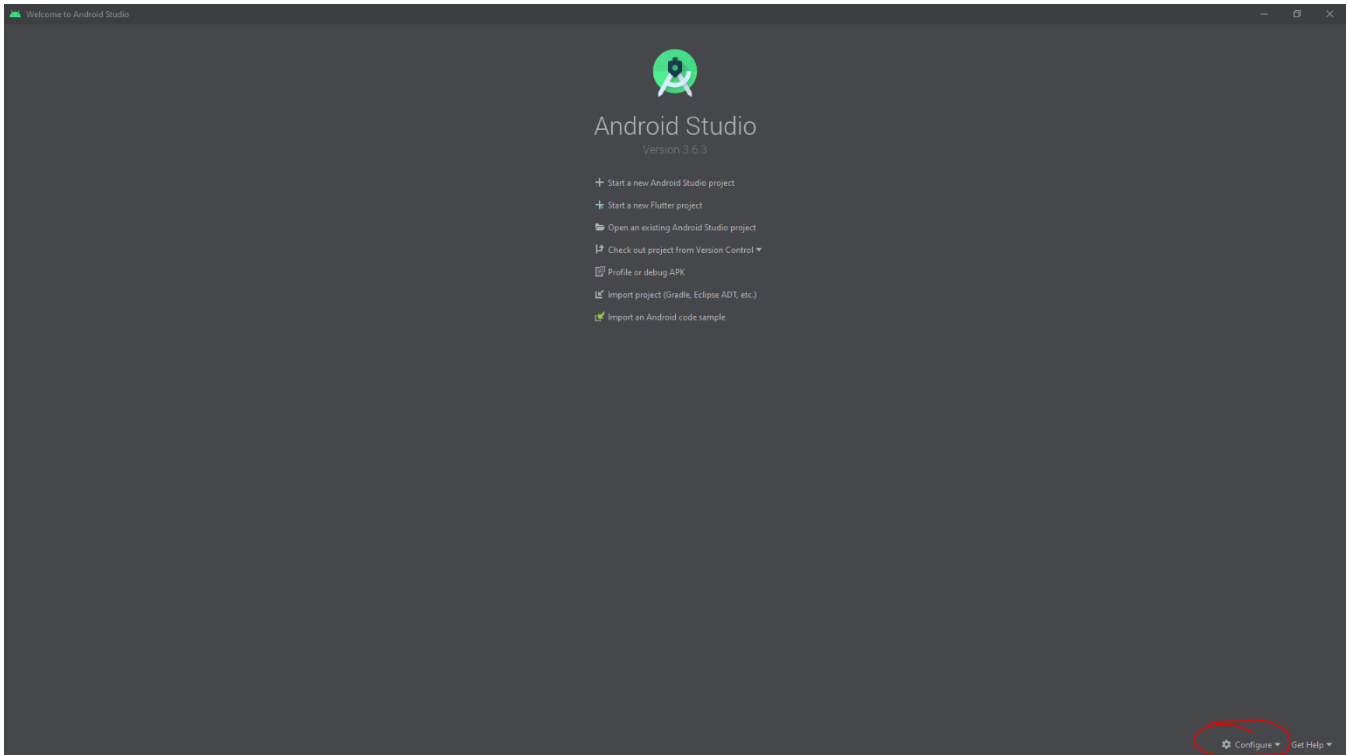 Welcome to Android Studio
Android Studio
Version 3.6.3
Start a new Android Studio project
Start a new Flutter project
Open an existing Android Studio project
Check out project from Version Control
Profile or debug APK
Import project (Gradle, Eclipse ADT, etc.)
Import an Android code sample
Configure Get Help